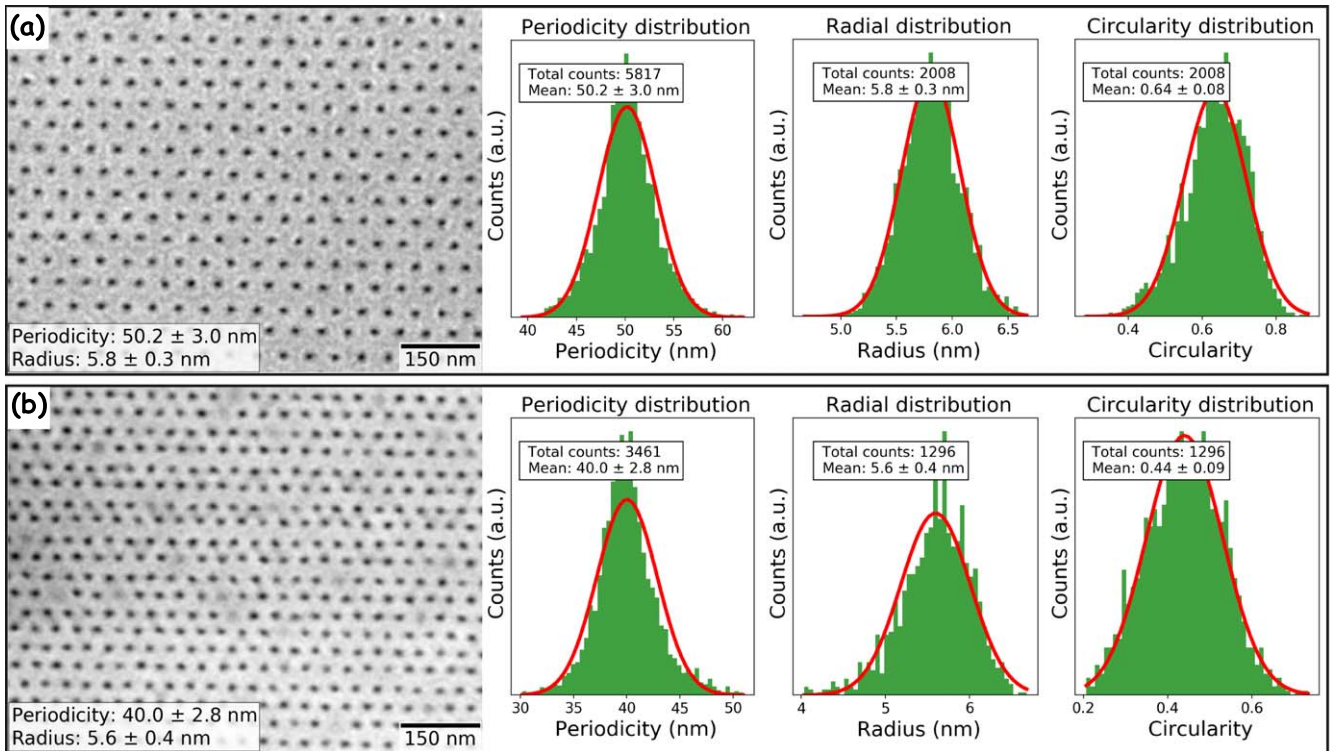 (a)
Periodicity: 50.2 ± 3.0 nm
Radius: 5.8 ± 0.3 nm
150 nm
Periodicity distribution
Total counts: 5817
Mean: 50.2 ± 3.0 nm
Counts (a.u.)
40 45 50 55 60
Periodicity (nm)
Radial distribution
Total counts: 2008
Mean: 5.8 ± 0.3 nm
Counts (a.u.)
5.0 5.5 6.0 6.5
Radius (nm)
Circularity distribution
Total counts: 2008
Mean: 0.64 ± 0.08
Counts (a.u.)
0.4 0.6 0.8
Circularity
(b)
Periodicity: 40.0 ± 2.8 nm
Radius: 5.6 ± 0.4 nm
150 nm
Periodicity distribution
Total counts: 3461
Mean: 40.0 ± 2.8 nm
Counts (a.u.)
30 35 40 45 50
Periodicity (nm)
Radial distribution
Total counts: 1296
Mean: 5.6 ± 0.4 nm
Counts (a.u.)
4 5 6
Radius (nm)
Circularity distribution
Total counts: 1296
Mean: 0.44 ± 0.09
Counts (a.u.)
0.2 0.4 0.6
Circularity